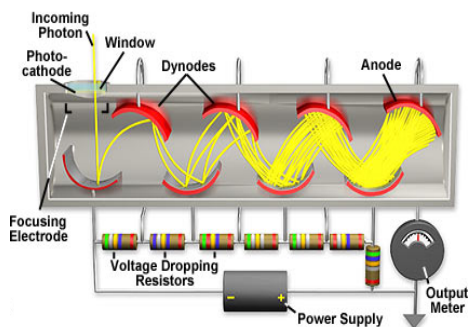 Incoming
Photon
Photo-
cathode
Window
Dynodes
Anode
Focusing
Electrode
Voltage Dropping
Resistors
Power Supply
Output
Meter
- +